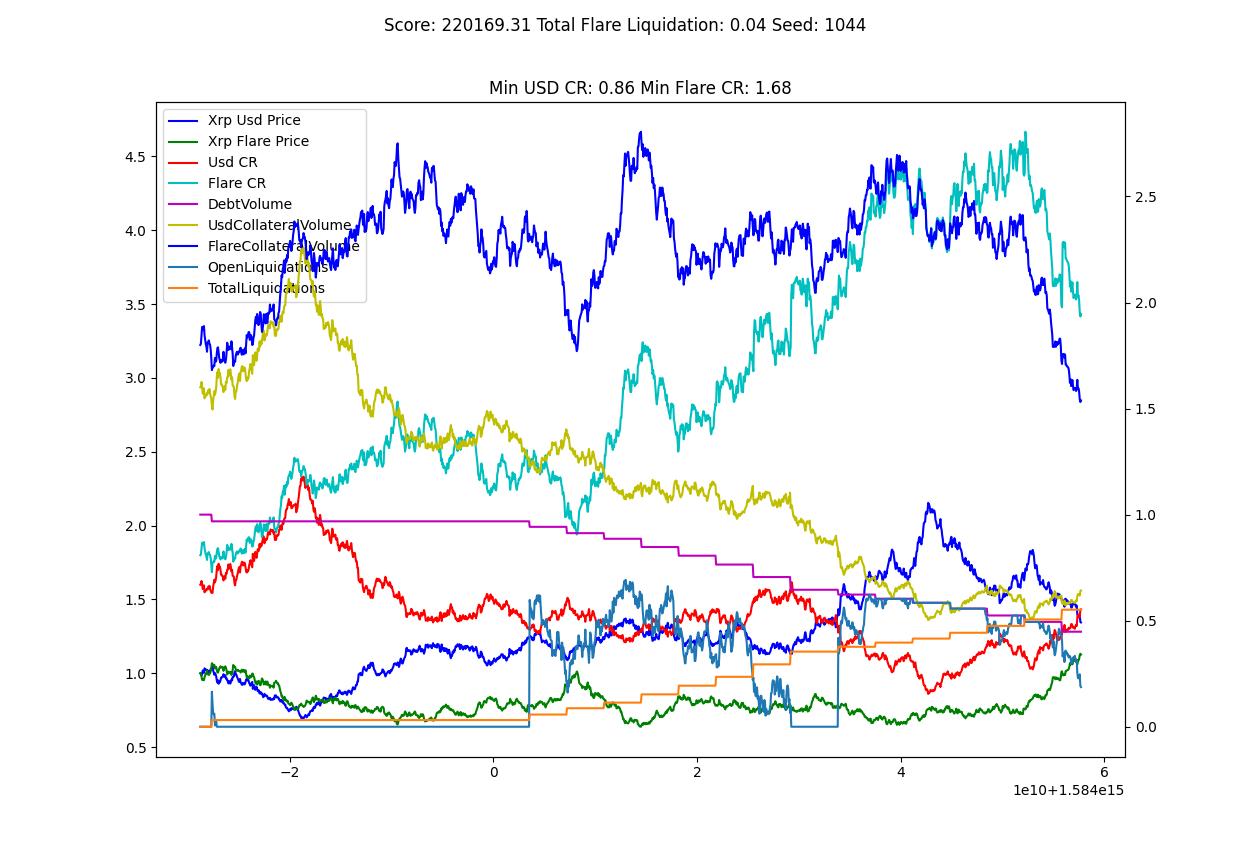 Score: 220169.31 Total Flare Liquidation: 0.04 Seed: 1044
Min USD CR: 0.86 Min Flare CR: 1.68
Xrp Usd Price
Xrp Flare Price
Usd CR
Flare CR
DebtVolume
UsdCollateralVolume
FlareCollateralVolume
OpenLiquidations
TotalLiquidations
4.5
4.0
3.5
3.0
2.5
2.0
1.5
1.0
0.5
2.5
2.0
1.5
1.0
0.5
0.0
−2
0
2
4
6
1e10+1.584e15